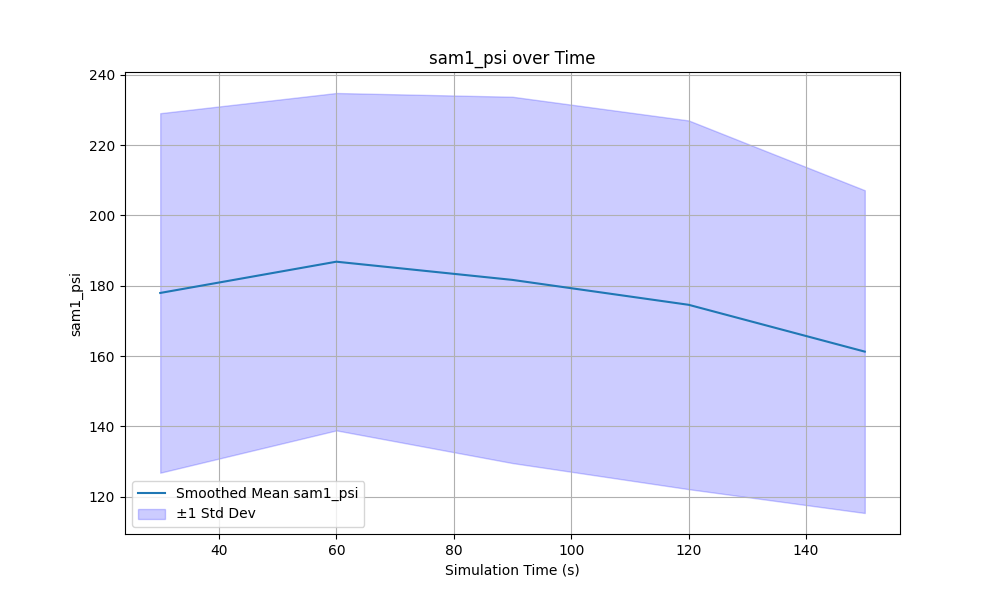 sam1_psi over Time
240
220
200
180
160
140
120
sam1_psi
Smoothed Mean sam1_psi
±1 Std Dev
40 60 80 100 120 140
Simulation Time (s)